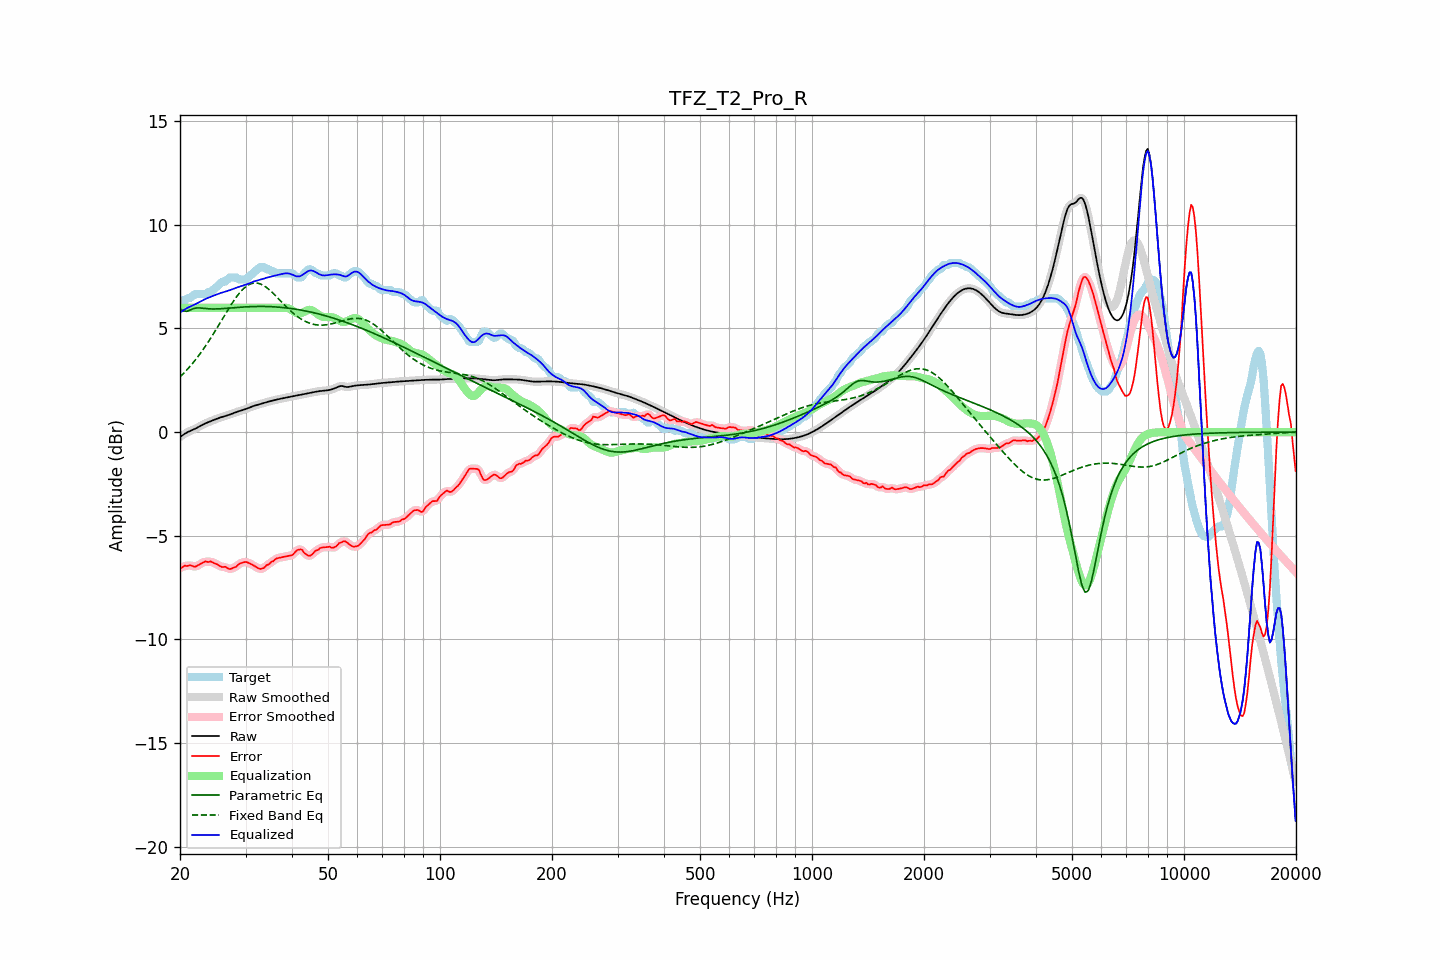 TFZ_T2_Pro_R
Amplitude (dBr)
15
10
5
0
−5
−10
−15
−20
Target
Raw Smoothed
Error Smoothed
Raw
Error
Equalization
Parametric Eq
Fixed Band Eq
Equalized
20 50 100 200 500 1000 2000 5000 10000 20000
Frequency (Hz)